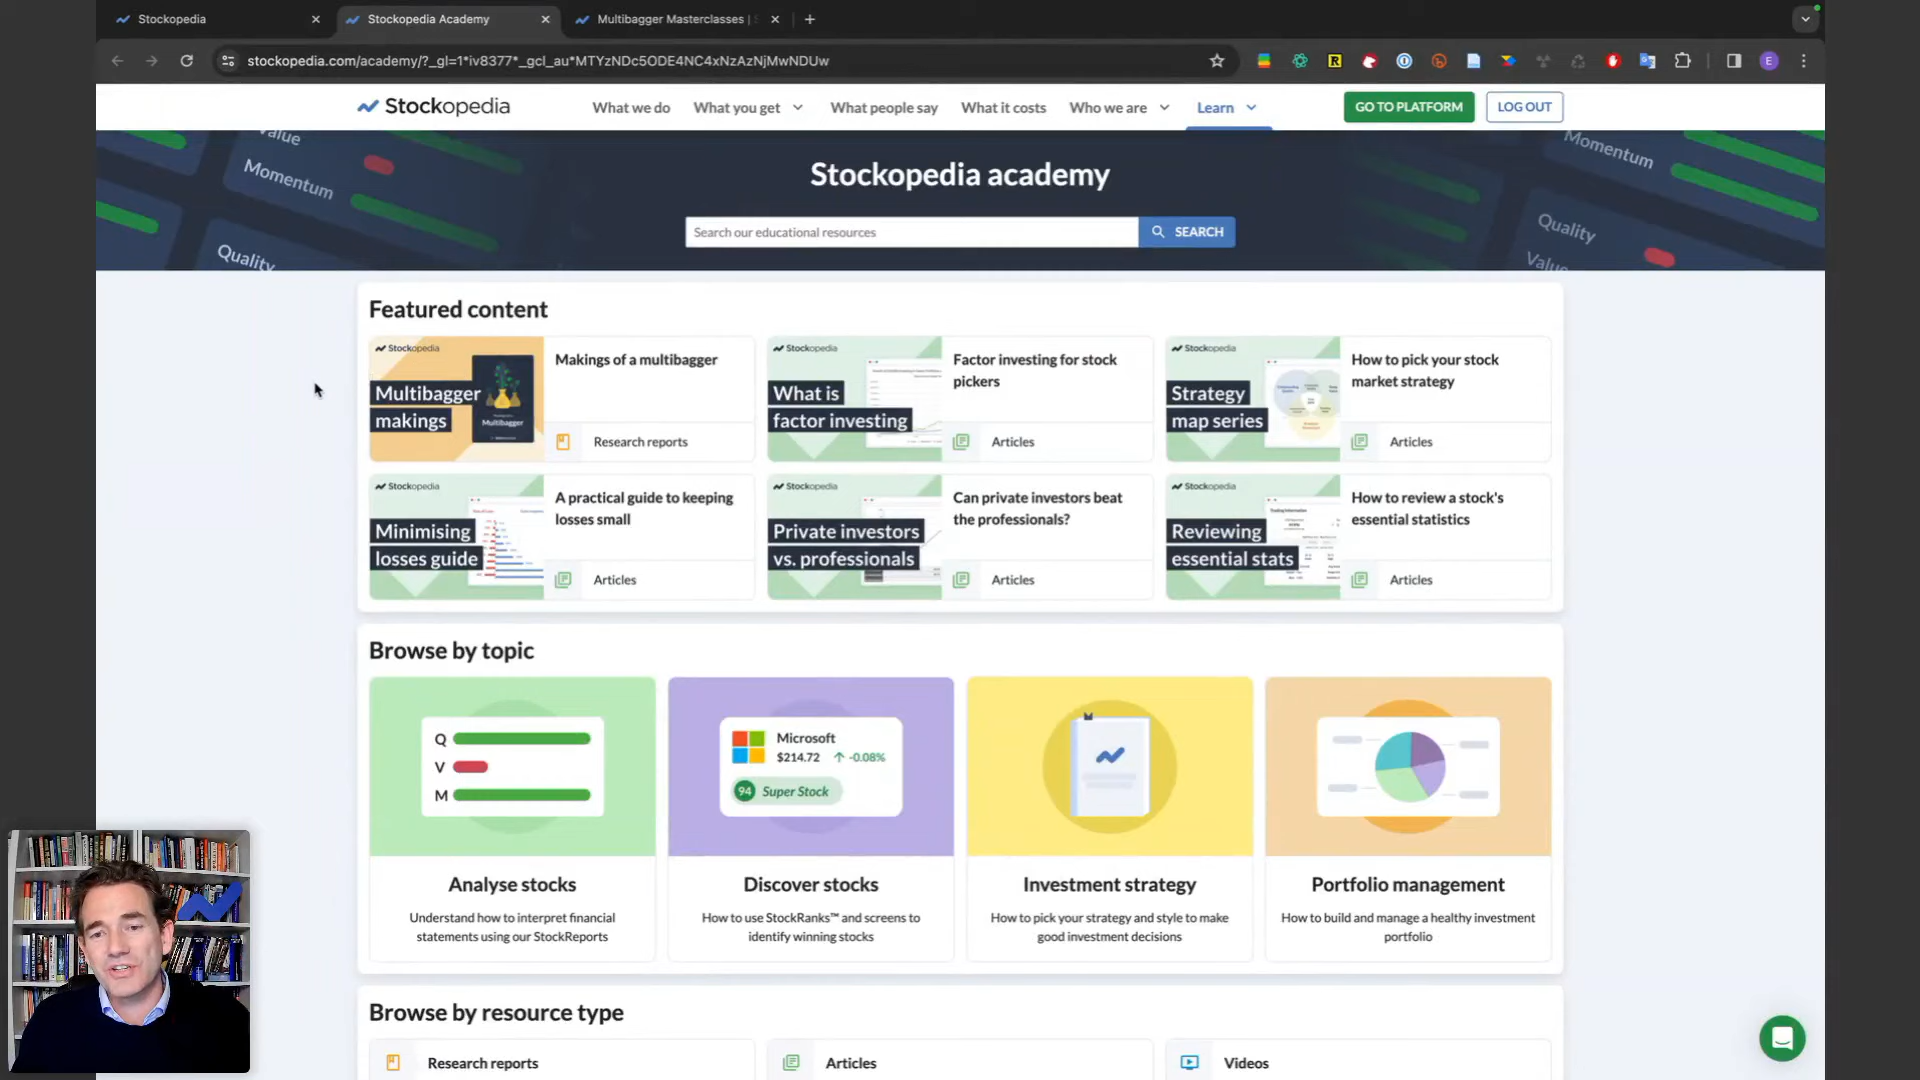 Stockopedia
Stockopedia Academy
Multibagger Masterclasses |
stockopedia.com/academy/?_gl=1*iv8377*_gcl_au*MTYzNDc5ODE4NC4xNzAzNjMwNDUw
E
Stockopedia
What we do
What you get
What people say
What it costs
Who we are
Learn
GO TO PLATFORM
LOG OUT
Value
Momentum
Quality
Momentum
Quality
Value
Stockopedia academy
Search our educational resources
SEARCH
Featured content
Stockopedia
Multibagger
makings
Multibagger
Makings of a multibagger
Research reports
Stockopedia
What is
factor investing
Factor investing for stock
pickers
Articles
Stockopedia
Strategy
map series
How to pick your stock
market strategy
Articles
Stockopedia
Minimising
losses guide
A practical guide to keeping
losses small
Articles
Stockopedia
Private investors
vs. professionals
Can private investors beat
the professionals?
Articles
Stockopedia
Reviewing
essential stats
How to review a stock's
essential statistics
Articles
Browse by topic
Q
V
M
Analyse stocks
Understand how to interpret financial
statements using our StockReports
Microsoft
$214.72 ↑ -0.08%
94 Super Stock
Discover stocks
How to use StockRanks™ and screens to
identify winning stocks
Investment strategy
How to pick your strategy and style to make
good investment decisions
Portfolio management
How to build and manage a healthy investment
portfolio
Browse by resource type
Research reports
Articles
Videos